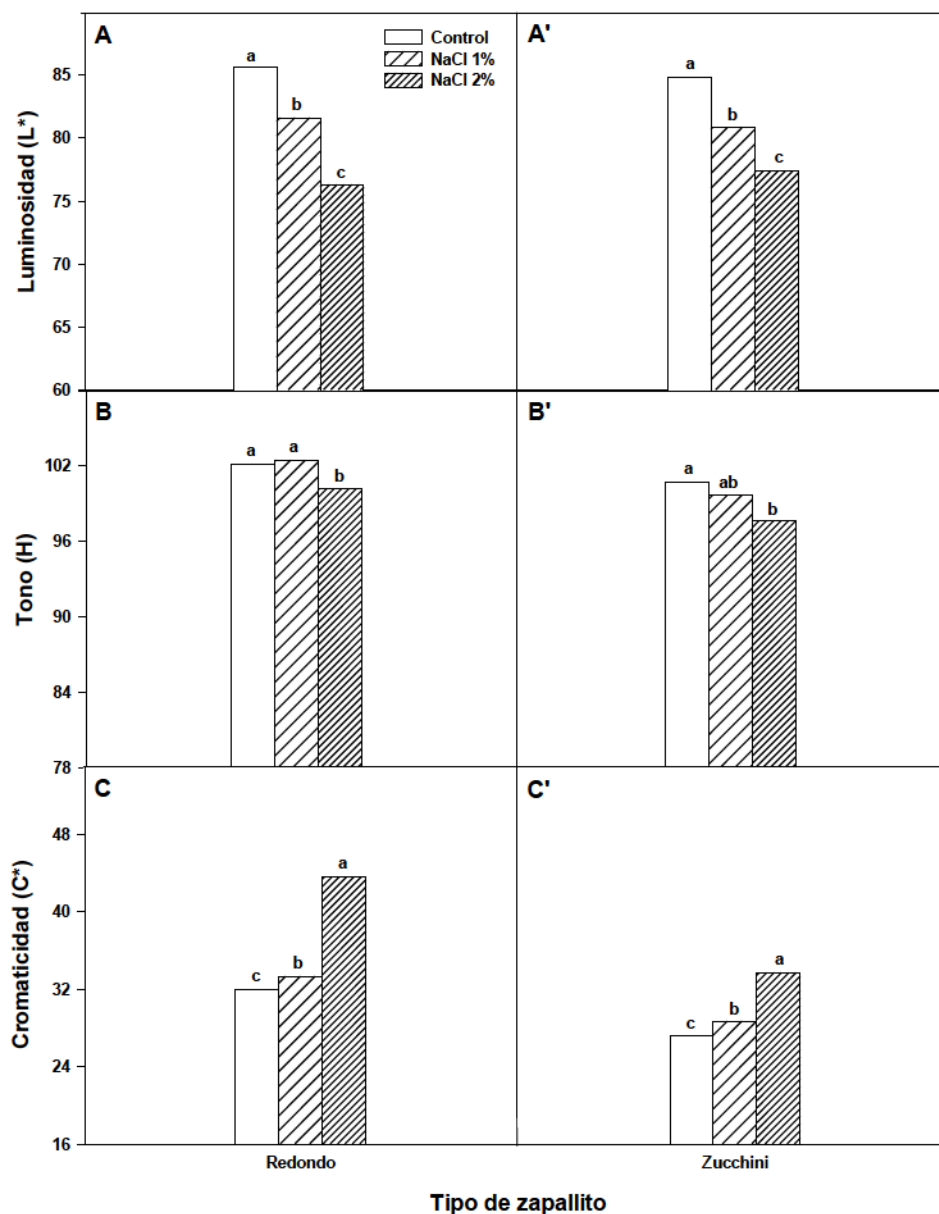 A
Control
NaCl 1%
NaCl 2%
A'
a
b
c
a
b
c
85
80
75
70
65
60
Luminosidad (L*)
B
B'
a
a
b
a
ab
b
102
96
90
84
78
Tono (H)
C
C'
c
b
a
c
b
a
48
40
32
24
16
Cromaticidad (C*)
Redondo
Zucchini
Tipo de zapallito